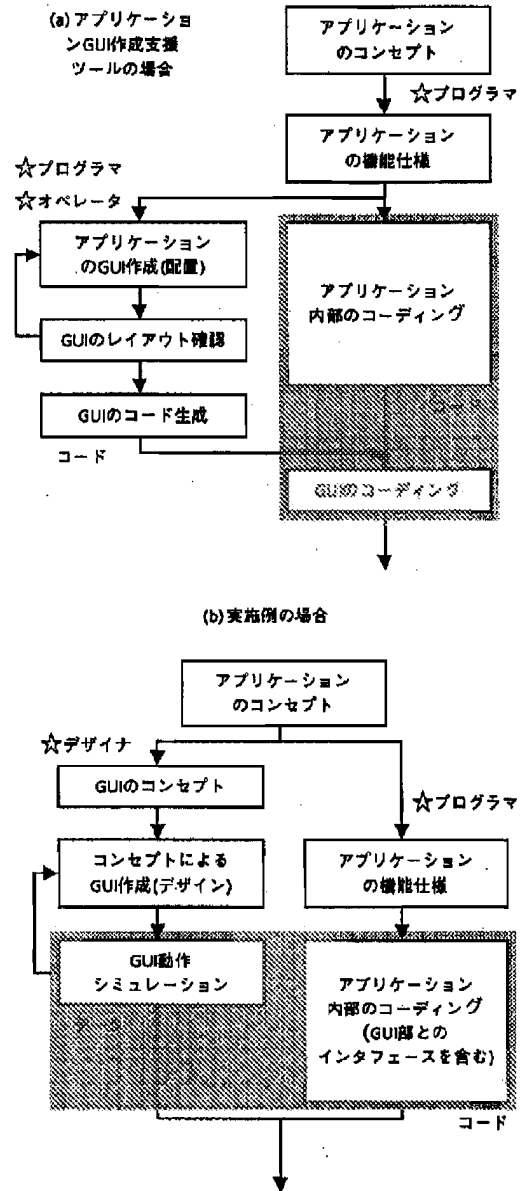 (a) アプリケーショ
ンGUI作成支援
ツールの場合
アプリケーション
のコンセプト
☆プログラマ
アプリケーション
の機能仕様
☆プログラマ
☆オペレータ
アプリケーション
のGUI作成(配置)
GUIのレイアウト確認
GUIのコード生成
コード
アプリケーション
内部のコーディング
コード
GUIのコーディング
(b) 実施例の場合
アプリケーション
のコンセプト
☆デザイナ
GUIのコンセプト
コンセプトによる
GUI作成(デザイン)
GUI動作
シミュレーション
データ
☆プログラマ
アプリケーション
の機能仕様
アプリケーション
内部のコーディング
(GUI部との
インタフェースを含む)
コード